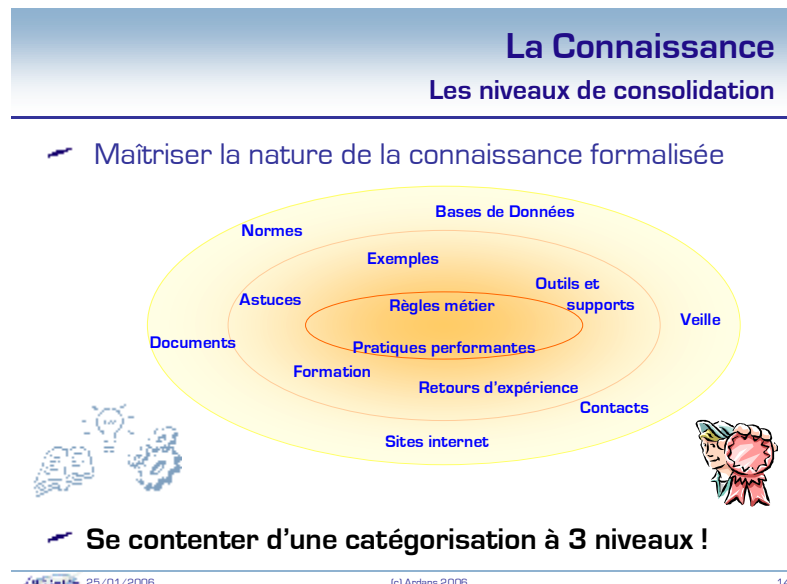 La Connaissance
Les niveaux de consolidation
Maîtriser la nature de la connaissance formalisée
Bases de Données
Normes
Exemples
Outils et
supports
Astuces
Règles métier
Veille
Documents
Pratiques performantes
Formation
Retours d'expérience
Contacts
Sites internet
Se contenter d'une catégorisation à 3 niveaux !
25/01/2006
(c) Ardans 2006